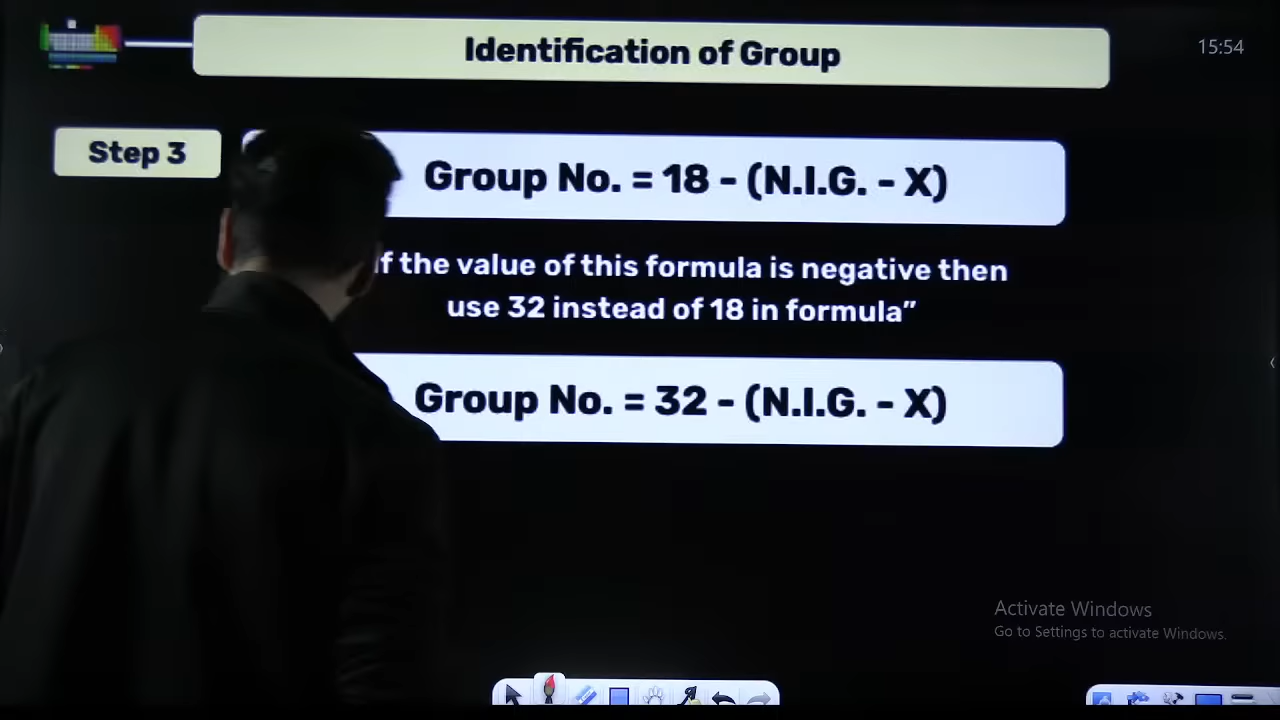 Identification of Group
15:54
Step 3
Group No. = 18 - (N.I.G. - X)
if the value of this formula is negative then
use 32 instead of 18 in formula”
Group No. = 32 - (N.I.G. - X)
Activate Windows
Go to Settings to activate Windows.